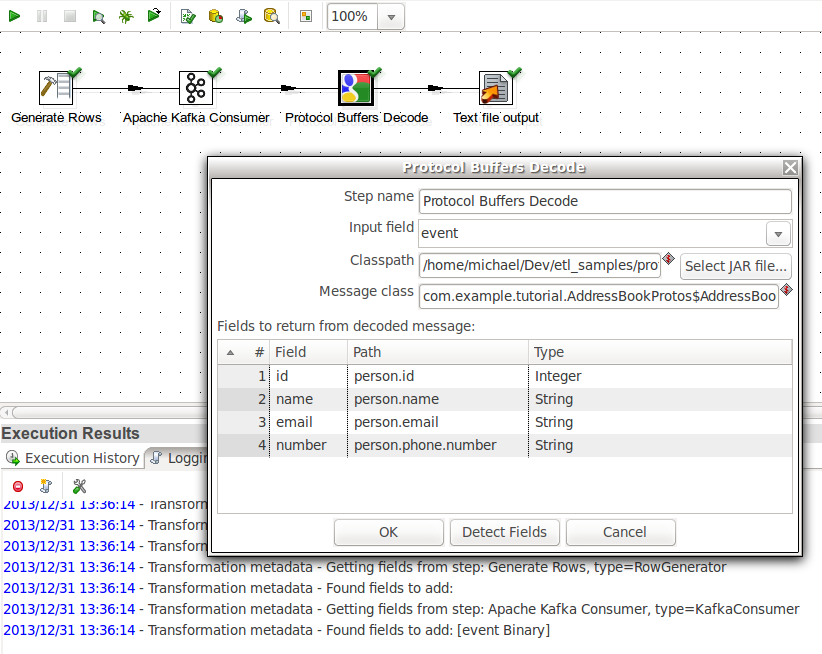 100%
Generate Rows Apache Kafka Consumer Protocol Buffers Decode Text file output
Protocol Buffers Decode
Step name Protocol Buffers Decode
Input field event
Classpath /home/michael/Dev/etl_samples/pro Select JAR file...
Message class com.example.tutorial.AddressBookProtos$AddressBoo
Fields to return from decoded message:
# Field Path Type
1 id person.id Integer
2 name person.name String
3 email person.email String
4 number person.phone.number String
OK Detect Fields Cancel
Execution Results
Execution History Loggin
2013/12/31 13:36:14 - Transforn
2013/12/31 13:36:14 - Transforn
2013/12/31 13:36:14 - Transforn
2013/12/31 13:36:14 - Transformation metadata - Getting fields from step: Generate Rows, type=RowGenerator
2013/12/31 13:36:14 - Transformation metadata - Found fields to add:
2013/12/31 13:36:14 - Transformation metadata - Getting fields from step: Apache Kafka Consumer, type=KafkaConsumer
2013/12/31 13:36:14 - Transformation metadata - Found fields to add: [event Binary]